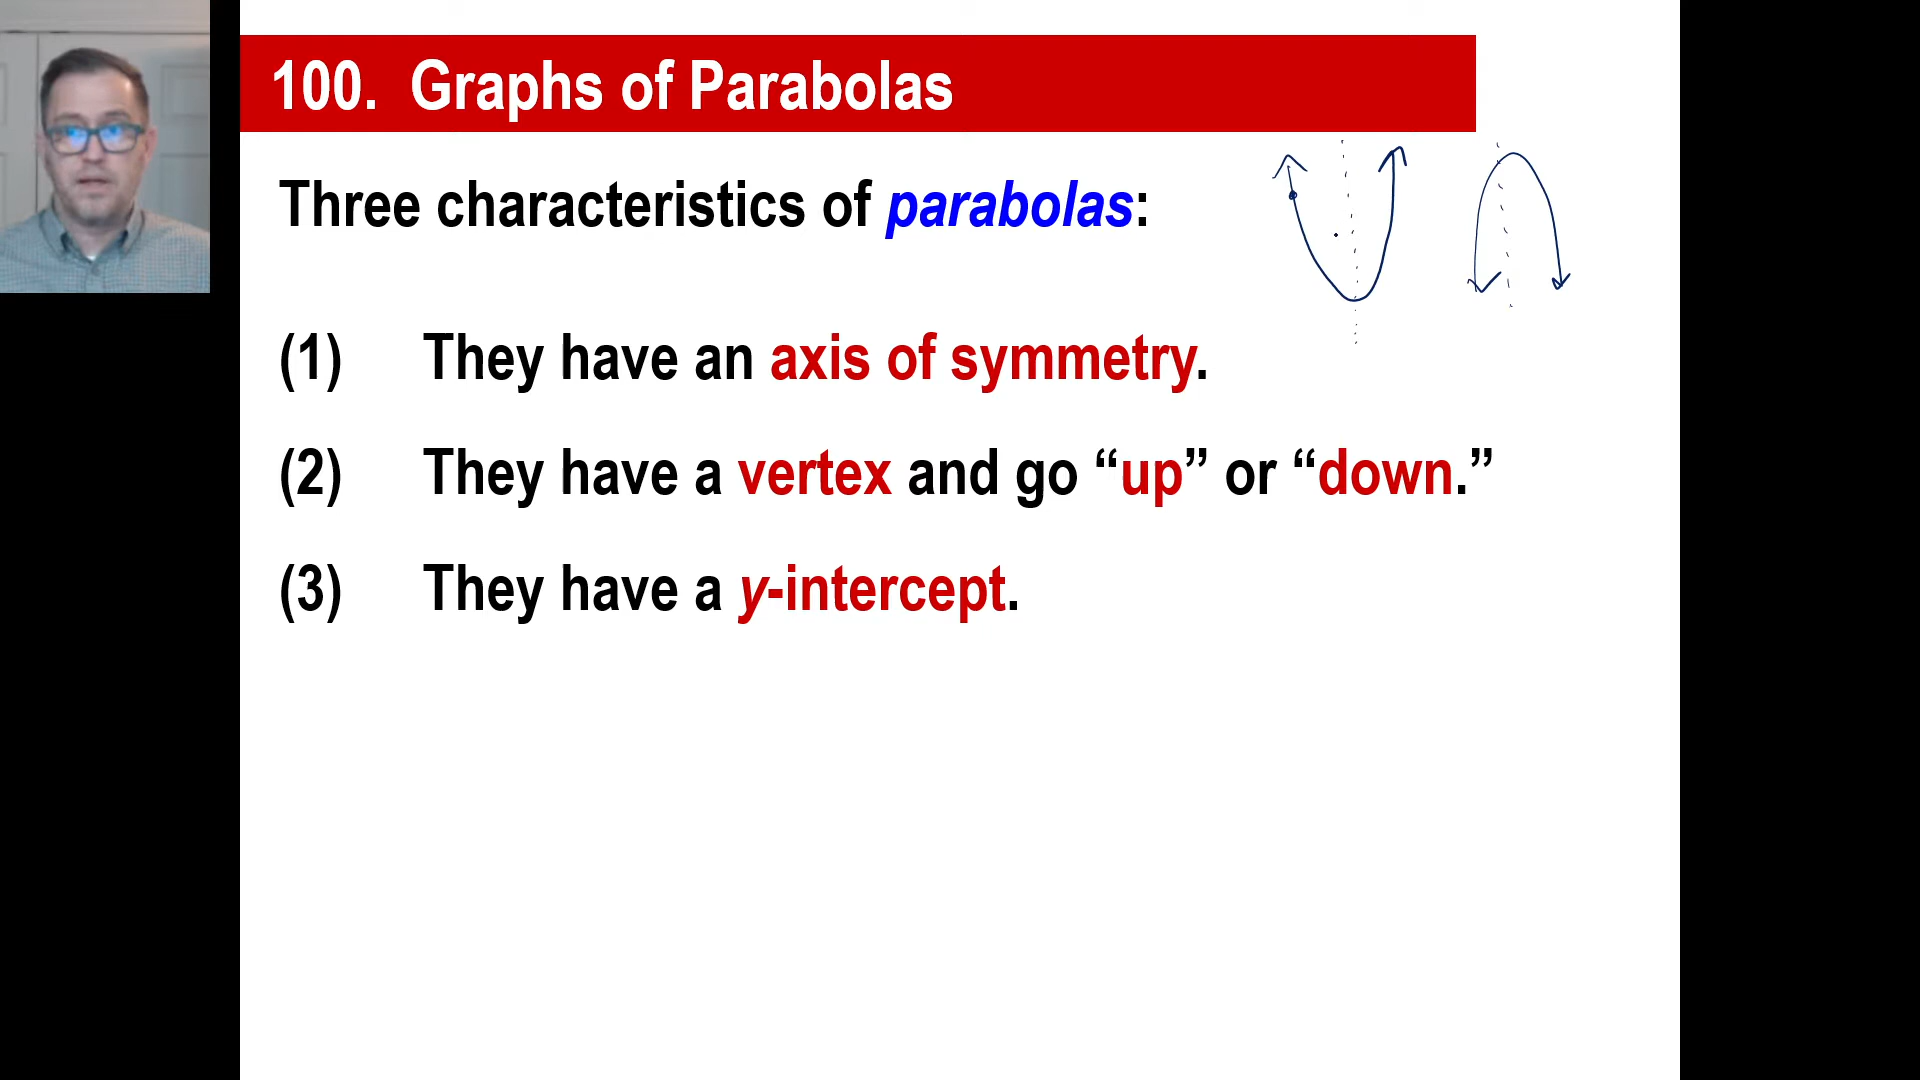 100. Graphs of Parabolas
Three characteristics of parabolas:
(1) They have an axis of symmetry.
(2) They have a vertex and go “up” or “down.”
(3) They have a y-intercept.